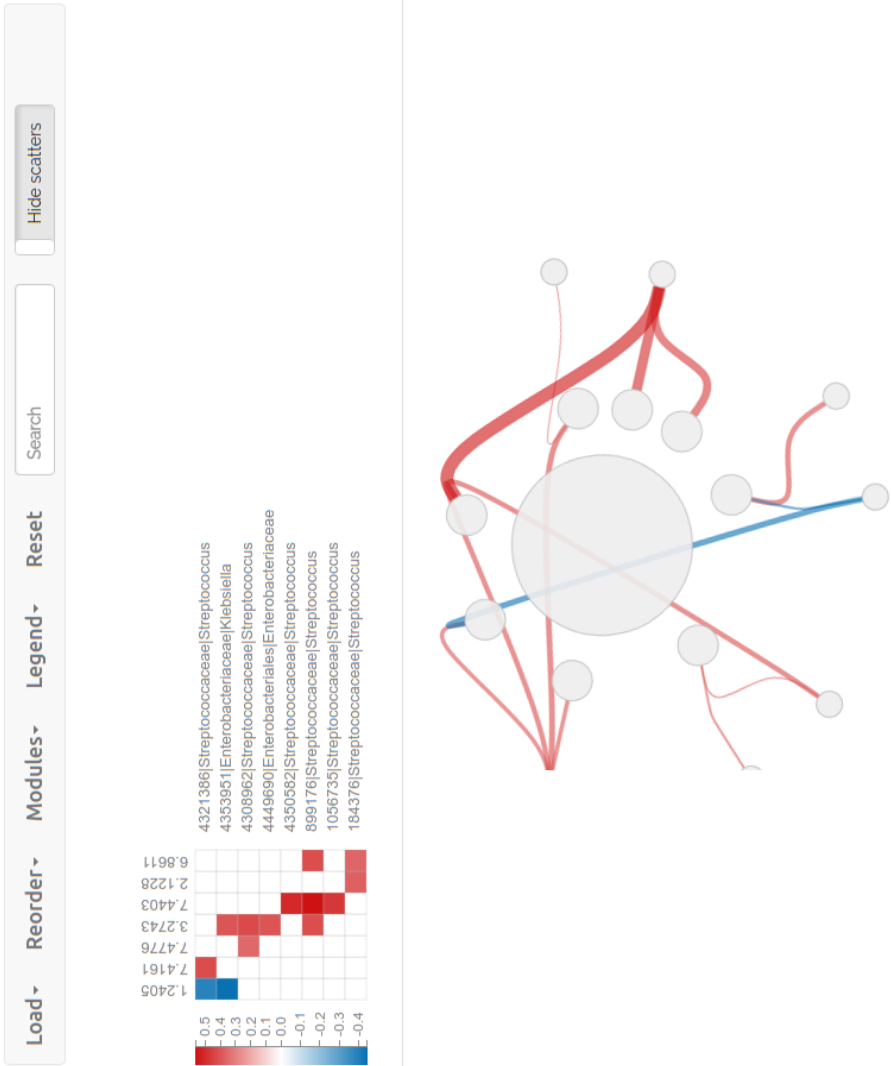 Load
Reorder
Modules
Legend
Reset
Search
Hide scatters
0.5
0.4
0.3
0.2
0.1
0.0
-0.1
-0.2
-0.3
-0.4
1.2405
7.4161
7.4776
3.2743
7.4403
2.1228
6.8611
4321386|Streptococcaceae|Streptococcus
4353951|Enterobacteriaceae|Klebsiella
4308962|Streptococcaceae|Streptococcus
4449690|Enterobacteriales|Enterobacteriaceae
4350582|Streptococcaceae|Streptococcus
899176|Streptococcaceae|Streptococcus
1056735|Streptococcaceae|Streptococcus
184376|Streptococcaceae|Streptococcus